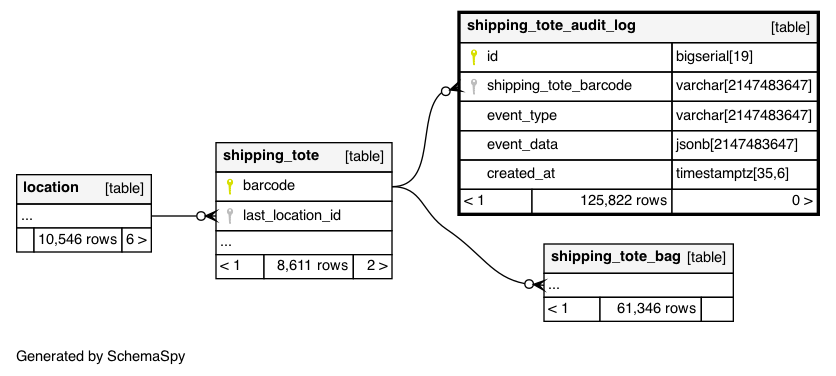 shipping_tote_audit_log [table]
id bigserial[19]
shipping_tote_barcode varchar[2147483647]
event_type varchar[2147483647]
event_data jsonb[2147483647]
created_at timestamptz[35,6]
< 1 125,822 rows 0 >
shipping_tote [table]
barcode
last_location_id
...
< 1 8,611 rows 2 >
location [table]
...
10,546 rows 6 >
shipping_tote_bag [table]
...
< 1 61,346 rows
Generated by SchemaSpy